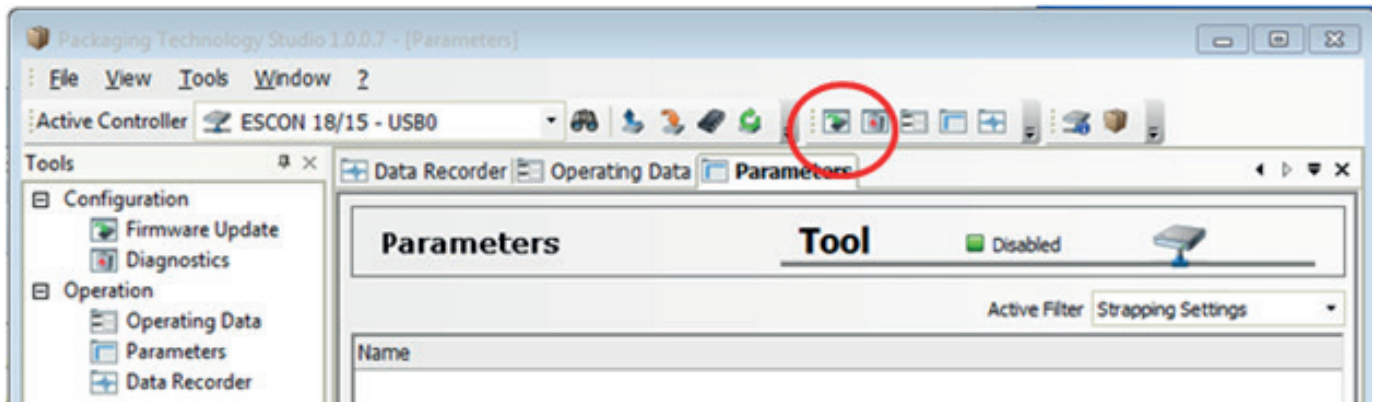 Packaging Technology Studio 1.0.0.7 - [Parameters]
File View Tools Window ?
Active Controller ESCON 18/15 - USB0
Tools
Data Recorder Operating Data Parameters
Configuration
Firmware Update
Diagnostics
Operation
Operating Data
Parameters
Data Recorder
Parameters Tool Disabled
Active Filter Strapping Settings
Name